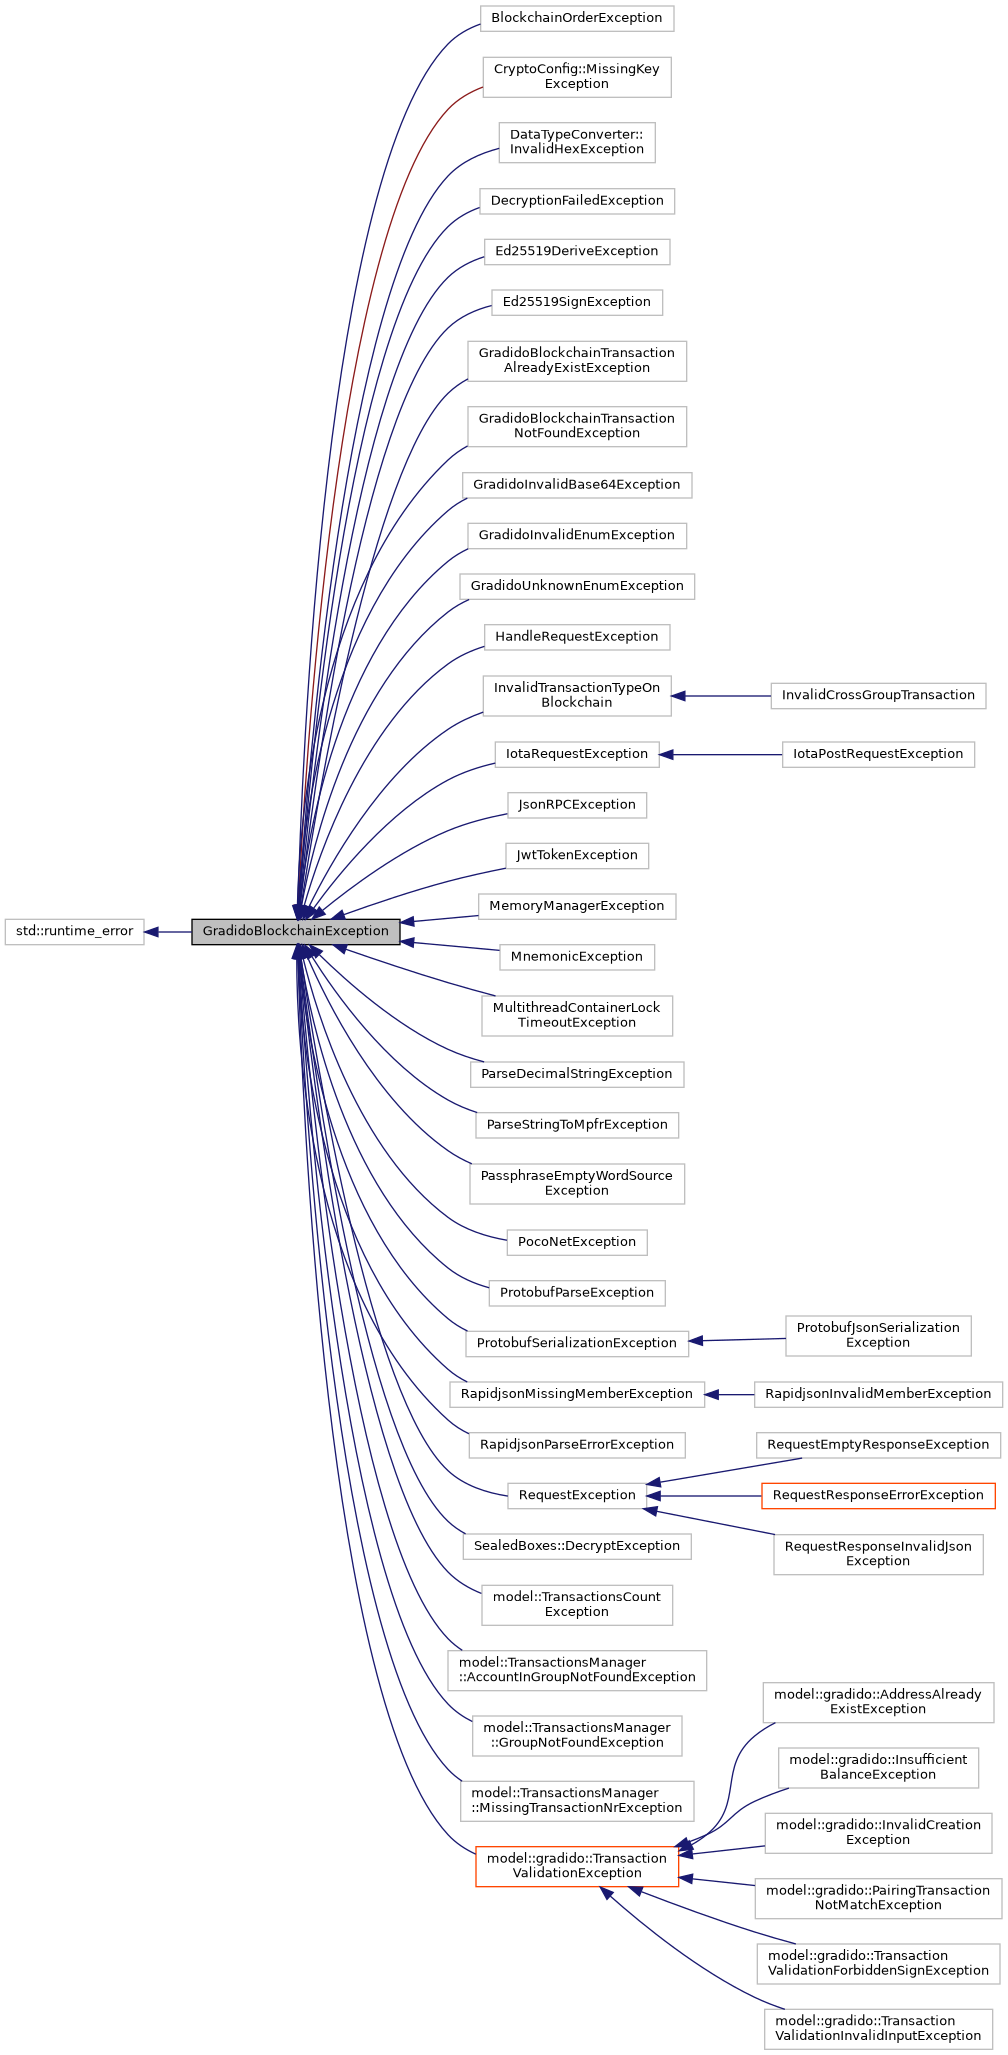 BlockchainOrderException
CryptoConfig::MissingKey
Exception
DataTypeConverter::
InvalidHexException
DecryptionFailedException
Ed25519DeriveException
Ed25519SignException
GradidoBlockchainTransaction
AlreadyExistException
GradidoBlockchainTransaction
NotFoundException
GradidoInvalidBase64Exception
GradidoInvalidEnumException
GradidoUnknownEnumException
HandleRequestException
InvalidTransactionTypeOn
Blockchain
InvalidCrossGroupTransaction
IotaRequestException
IotaPostRequestException
JsonRPCException
JwtTokenException
MemoryManagerException
std::runtime_error
GradidoBlockchainException
MnemonicException
MultithreadContainerLock
TimeoutException
ParseDecimalStringException
ParseStringToMpfrException
PassphraseEmptyWordSource
Exception
PocoNetException
ProtobufParseException
ProtobufSerializationException
ProtobufJsonSerialization
Exception
RapidjsonMissingMemberException
RapidjsonInvalidMemberException
RapidjsonParseErrorException
RequestEmptyResponseException
RequestException
RequestResponseErrorException
RequestResponseInvalidJson
Exception
SealedBoxes::DecryptException
model::TransactionsCount
Exception
model::TransactionsManager
::AccountInGroupNotFoundException
model::TransactionsManager
::GroupNotFoundException
model::TransactionsManager
::MissingTransactionNrException
model::gradido::Transaction
ValidationException
model::gradido::AddressAlready
ExistException
model::gradido::Insufficient
BalanceException
model::gradido::InvalidCreation
Exception
model::gradido::PairingTransaction
NotMatchException
model::gradido::Transaction
ValidationForbiddenSignException
model::gradido::Transaction
ValidationInvalidInputException